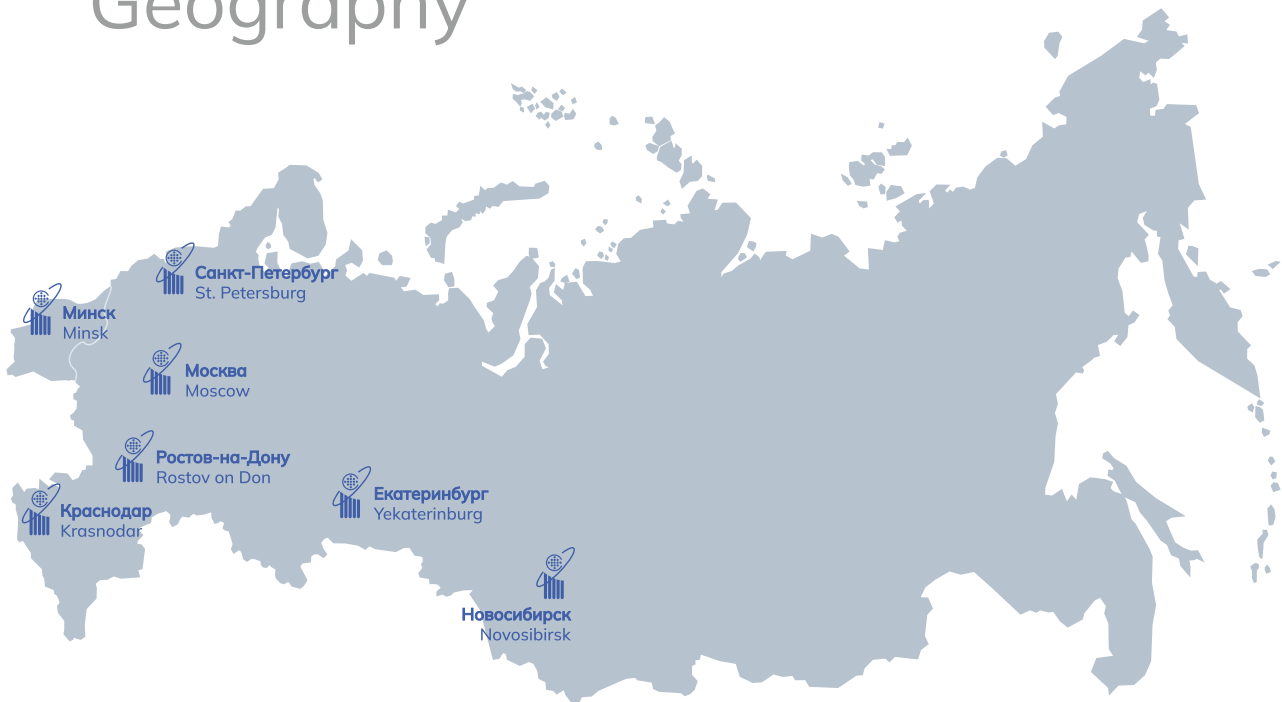 Geography
Санкт-Петербург
St. Petersburg
Минск
Minsk
Москва
Moscow
Ростов-на-Дону
Rostov on Don
Екатеринбург
Yekaterinburg
Краснодар
Krasnodar
Новосибирск
Novosibirsk